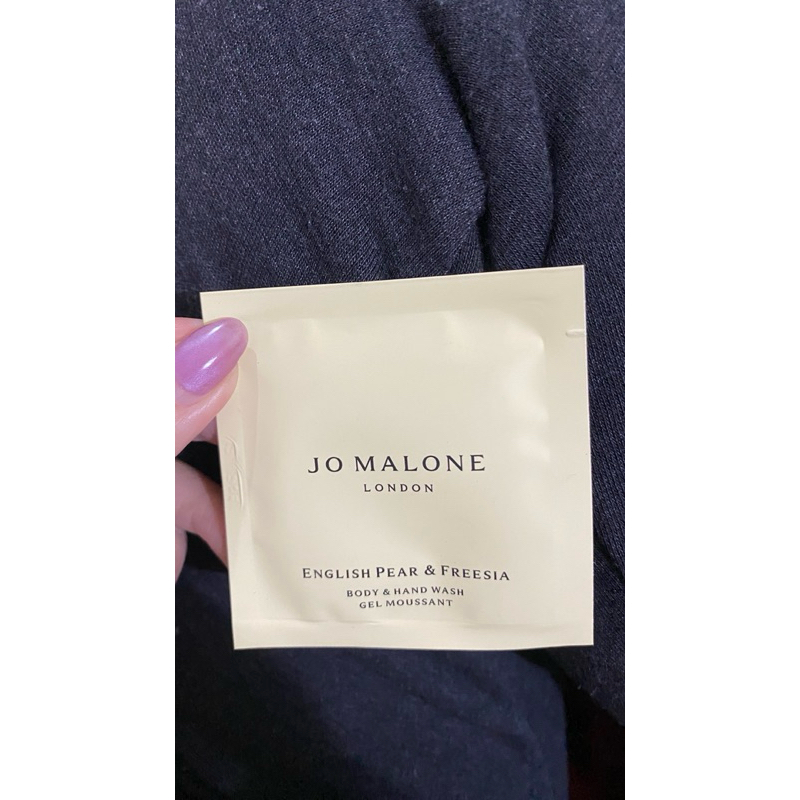 JO MALONE
LONDON
ENGLISH PEAR & FREESIA
BODY & HAND WASH
GEL MOUSSANT